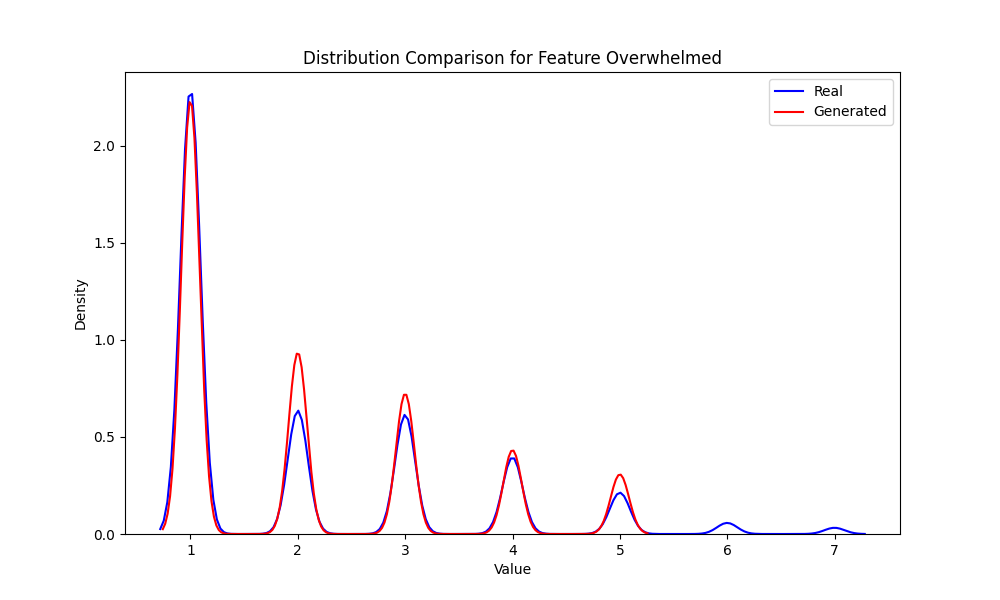 Distribution Comparison for Feature Overwhelmed
Real
Generated
Density
2.0
1.5
1.0
0.5
0.0
1 2 3 4 5 6 7
Value